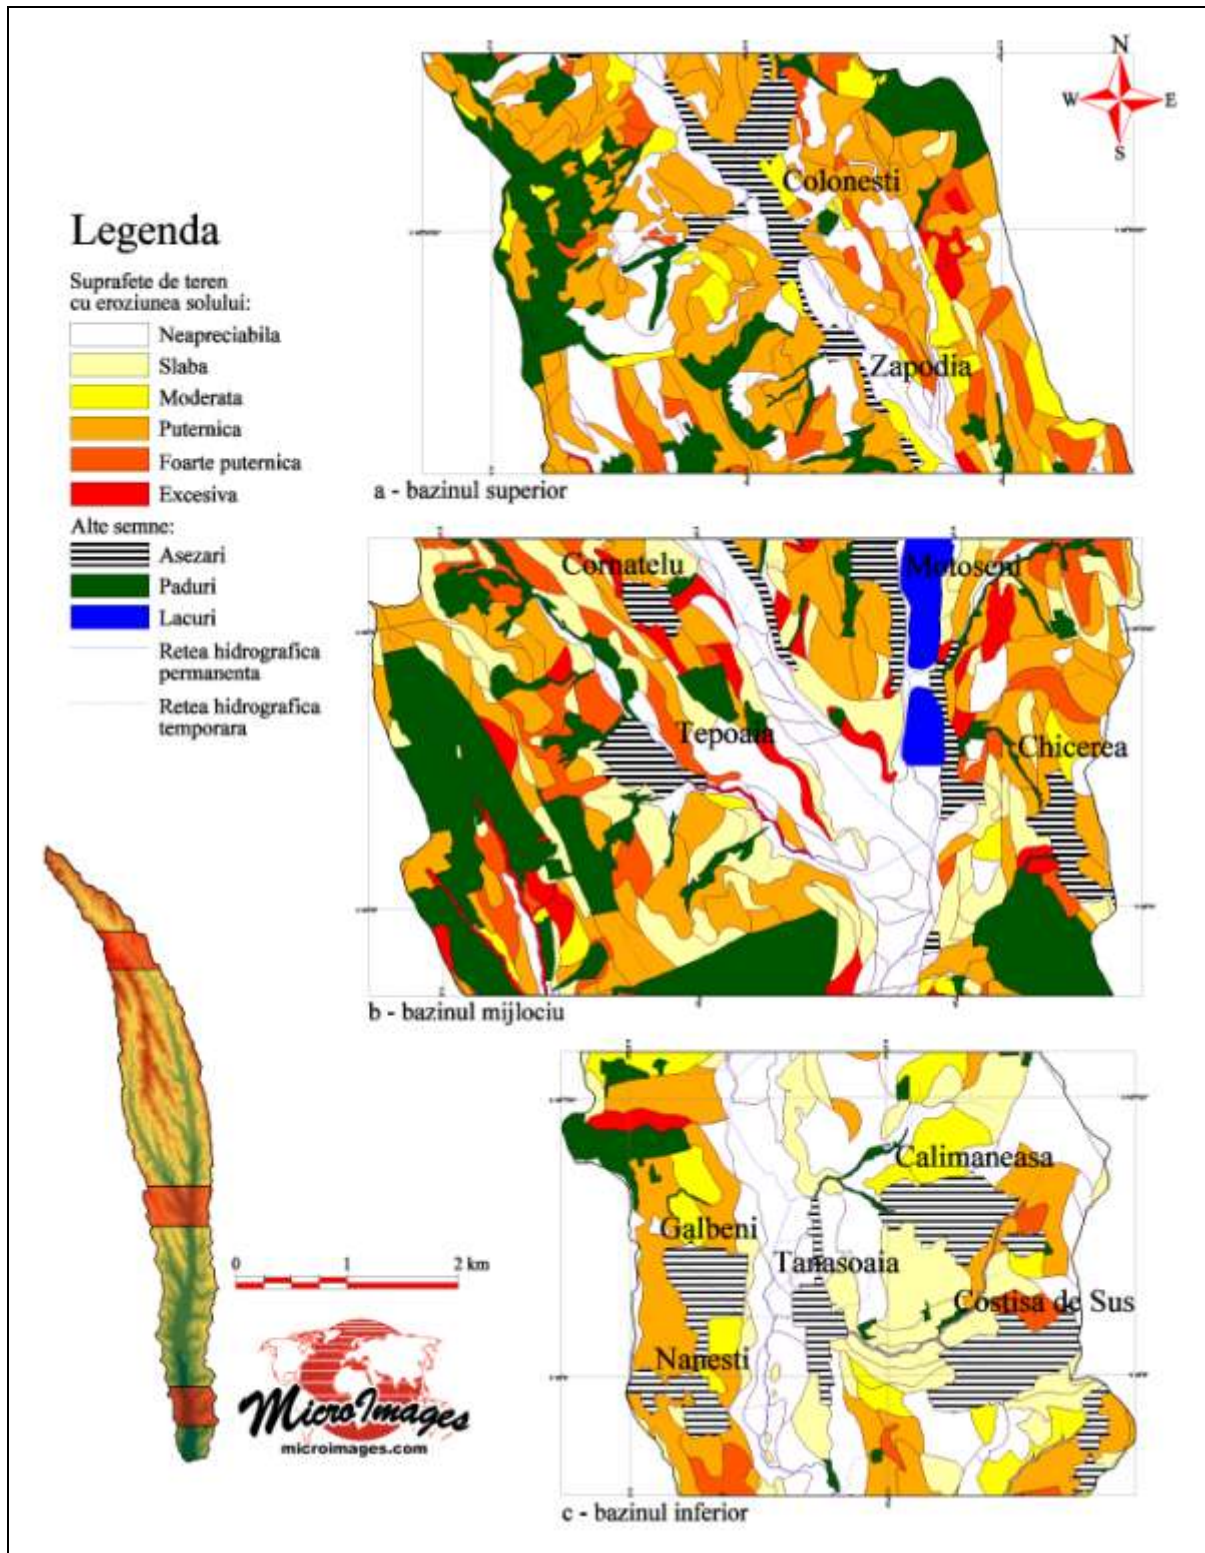 N
W E
S
Colonesti
Zapodia
a - bazinul superior
Legenda
Suprafete de teren
cu eroziunea solului:
Neapreciabila
Slaba
Moderata
Puternica
Foarte puternica
Excesiva
Alte semne:
Asezari
Paduri
Lacuri
Retea hidrografica
permanenta
Retea hidrografica
temporara
Cornatelu
Motoseni
Tepoaia
Chicerea
b - bazinul mijlociu
Calimaneasa
Galbeni
Tanasoaia
Costisa de Sus
Nanesti
c - bazinul inferior
0 1 2 km
MicroImages
microimages.com